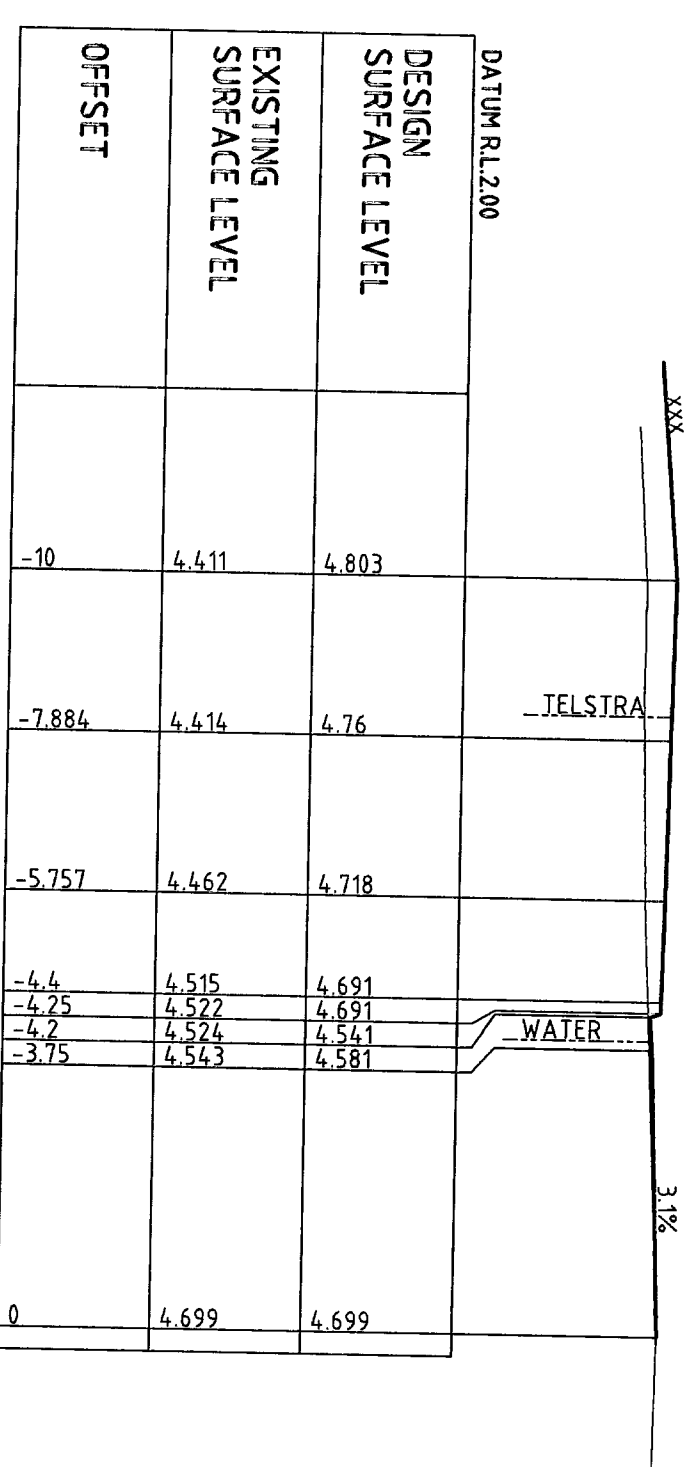 XXX
3.1%
TELSTRA
WATER
DATUM R.L.2.00
DESIGN
SURFACE LEVEL
4.803
4.76
4.718
4.691
4.691
4.541
4.581
4.699
EXISTING
SURFACE LEVEL
4.411
4.414
4.462
4.515
4.522
4.524
4.543
4.699
OFFSET
-10
-7.884
-5.757
-4.4
-4.25
-4.2
-3.75
0